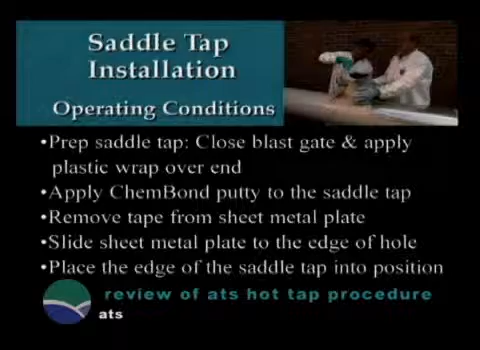 Saddle Tap
Installation
Operating Conditions
•Prep saddle tap: Close blast gate & apply
plastic wrap over end
•Apply ChemBond putty to the saddle tap
•Remove tape from sheet metal plate
•Slide sheet metal plate to the edge of hole
•Place the edge of the saddle tap into position
review of ats hot tap procedure
ats